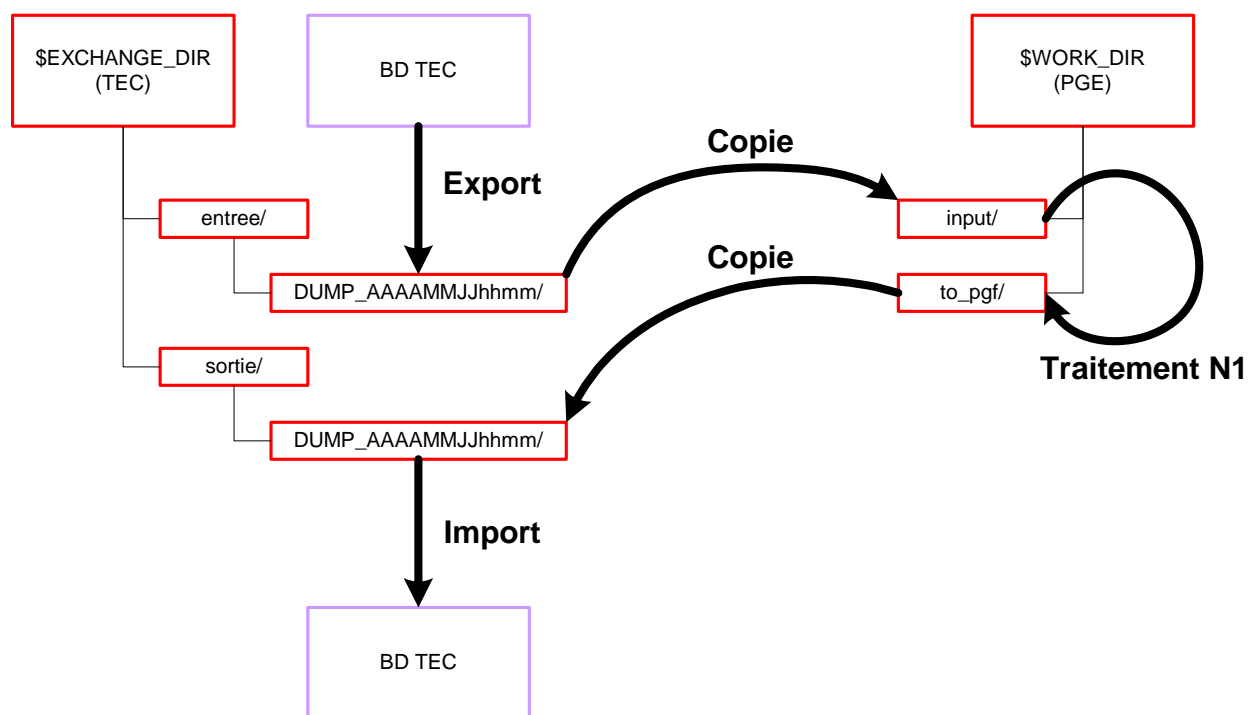 $EXCHANGE_DIR
(TEC)
BD TEC
$WORK_DIR
(PGE)
Copie
Export
entree/
input/
Copie
DUMP_AAAAMMJJhhmm/
to_pgf/
sortie/
Traitement N1
DUMP_AAAAMMJJhhmm/
Import
BD TEC